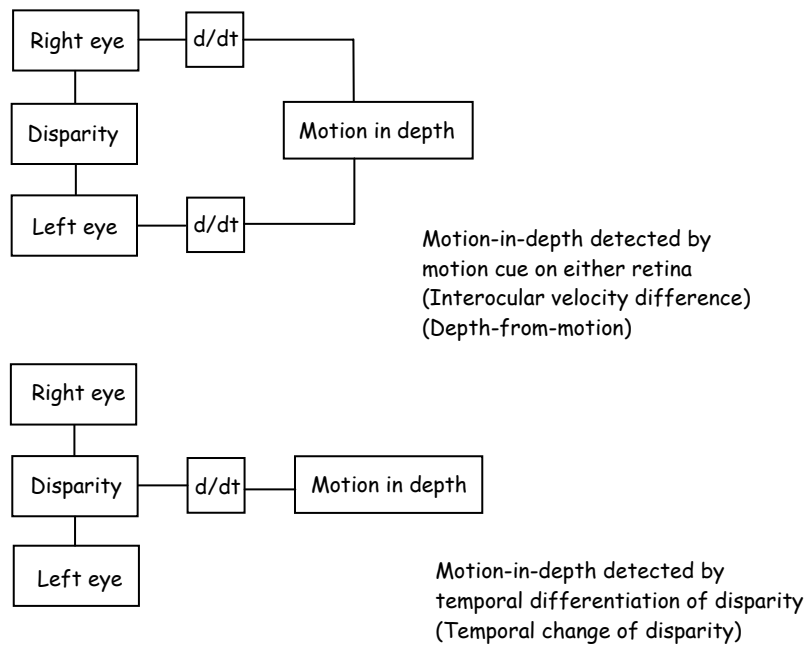 Right eye
d/dt
Disparity
Motion in depth
Left eye
d/dt
Motion-in-depth detected by
motion cue on either retina
(Interocular velocity difference)
(Depth-from-motion)
Right eye
Disparity
d/dt
Motion in depth
Left eye
Motion-in-depth detected by
temporal differentiation of disparity
(Temporal change of disparity)